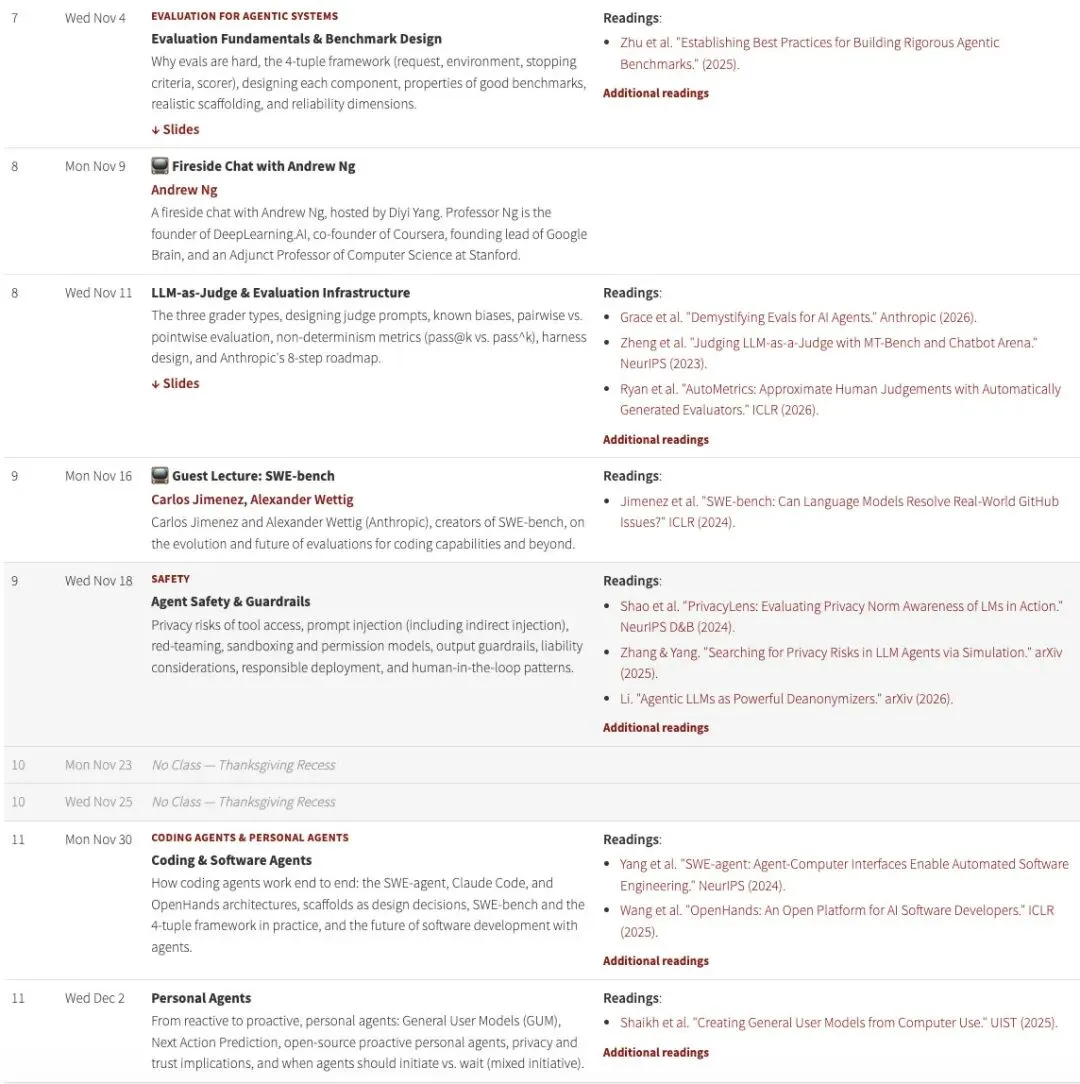 7
Wed Nov 4
EVALUATION FOR AGENTIC SYSTEMS
Evaluation Fundamentals & Benchmark Design
Why evals are hard, the 4-tuple framework (request, environment, stopping
criteria, scorer), designing each component, properties of good benchmarks,
realistic scaffolding, and reliability dimensions.
↓ Slides
Readings:
• Zhu et al. "Establishing Best Practices for Building Rigorous Agentic
Benchmarks." (2025).
Additional readings
8
Mon Nov 9
Fireside Chat with Andrew Ng
Andrew Ng
A fireside chat with Andrew Ng, hosted by Diyi Yang. Professor Ng is the
founder of DeepLearning.AI, co-founder of Coursera, founding lead of Google
Brain, and an Adjunct Professor of Computer Science at Stanford.
8
Wed Nov 11
LLM-as-Judge & Evaluation Infrastructure
The three grader types, designing judge prompts, known biases, pairwise vs.
pointwise evaluation, non-determinism metrics (pass@k vs. pass^k), harness
design, and Anthropic's 8-step roadmap.
↓ Slides
Readings:
• Grace et al. "Demystifying Evals for AI Agents." Anthropic (2026).
• Zheng et al. "Judging LLM-as-a-Judge with MT-Bench and Chatbot Arena."
NeurIPS (2023).
• Ryan et al. "AutoMetrics: Approximate Human Judgements with Automatically
Generated Evaluators." ICLR (2026).
Additional readings
9
Mon Nov 16
Guest Lecture: SWE-bench
Carlos Jimenez, Alexander Wettig
Carlos Jimenez and Alexander Wettig (Anthropic), creators of SWE-bench, on
the evolution and future of evaluations for coding capabilities and beyond.
Readings:
• Jimenez et al. "SWE-bench: Can Language Models Resolve Real-World GitHub
Issues?" ICLR (2024).
9
Wed Nov 18
SAFETY
Agent Safety & Guardrails
Privacy risks of tool access, prompt injection (including indirect injection),
red-teaming, sandboxing and permission models, output guardrails, liability
considerations, responsible deployment, and human-in-the-loop patterns.
Readings:
• Shao et al. "PrivacyLens: Evaluating Privacy Norm Awareness of LMs in Action."
NeurIPS D&B (2024).
• Zhang & Yang. "Searching for Privacy Risks in LLM Agents via Simulation." arXiv
(2025).
• Li. "Agentic LLMs as Powerful Deanonymizers." arXiv (2026).
Additional readings
10
Mon Nov 23
No Class — Thanksgiving Recess
10
Wed Nov 25
No Class — Thanksgiving Recess
11
Mon Nov 30
CODING AGENTS & PERSONAL AGENTS
Coding & Software Agents
How coding agents work end to end: the SWE-agent, Claude Code, and
OpenHands architectures, scaffolds as design decisions, SWE-bench and the
4-tuple framework in practice, and the future of software development with
agents.
Readings:
• Yang et al. "SWE-agent: Agent-Computer Interfaces Enable Automated Software
Engineering." NeurIPS (2024).
• Wang et al. "OpenHands: An Open Platform for AI Software Developers." ICLR
(2025).
Additional readings
11
Wed Dec 2
Personal Agents
From reactive to proactive, personal agents: General User Models (GUM),
Next Action Prediction, open-source proactive personal agents, privacy and
trust implications, and when agents should initiate vs. wait (mixed initiative).
Readings:
• Shaikh et al. "Creating General User Models from Computer Use." UIST (2025).
Additional readings